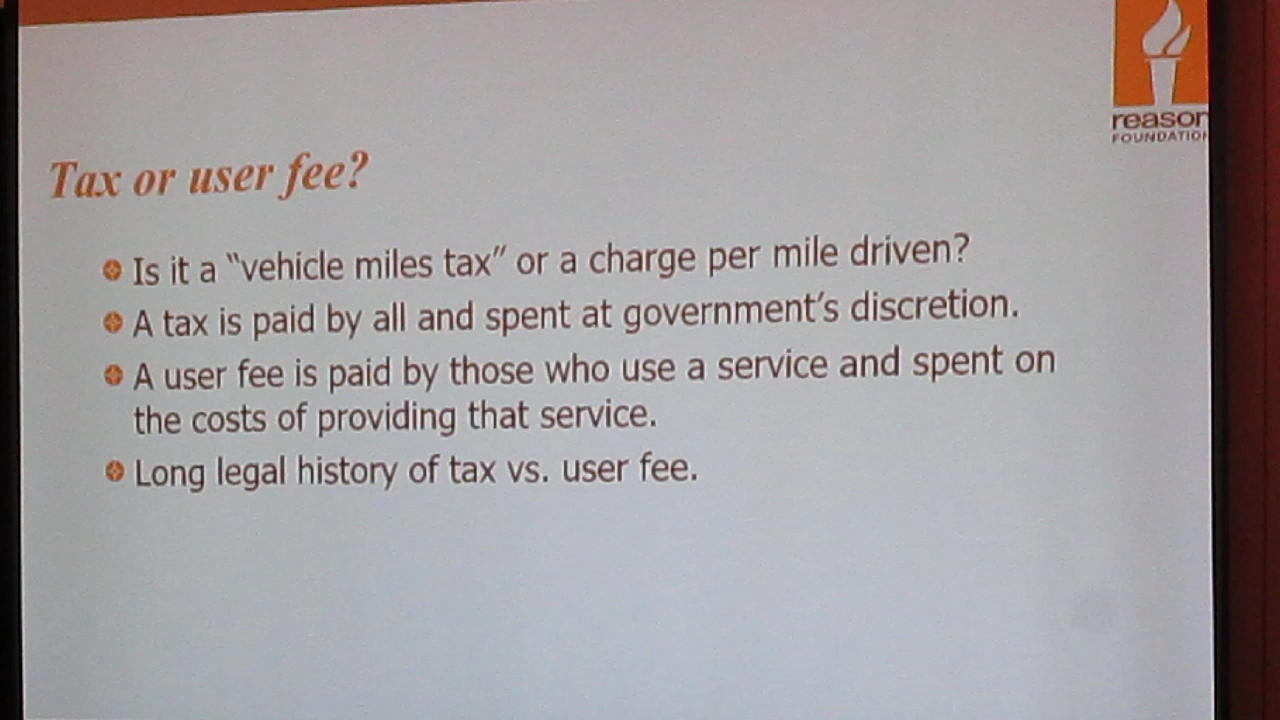 reason
FOUNDATION
Tax or user fee?
Is it a “vehicle miles tax” or a charge per mile driven?
A tax is paid by all and spent at government’s discretion.
A user fee is paid by those who use a service and spent on
the costs of providing that service.
Long legal history of tax vs. user fee.